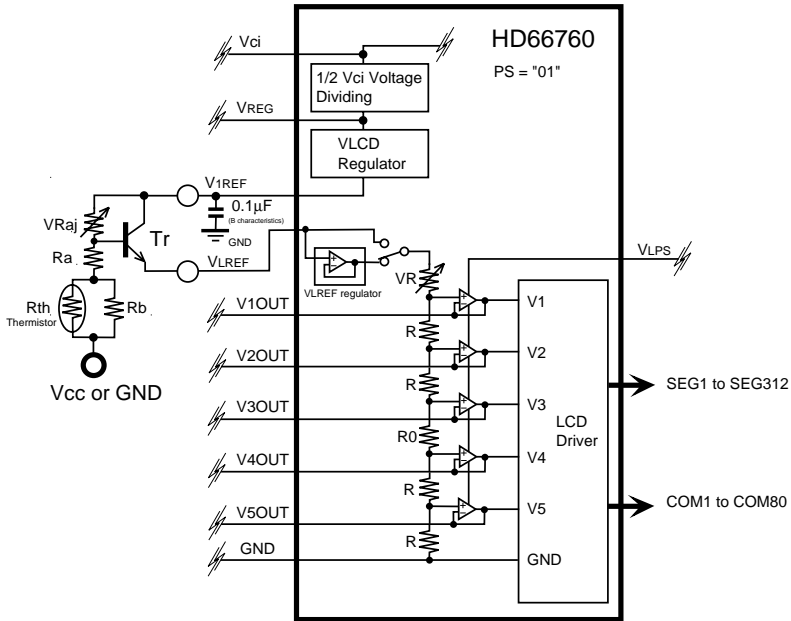 HD66760
PS = "01"
Vci
1/2 Vci Voltage
Dividing
VREG
VLCD
Regulator
V1REF
0.1μF
(B characteristics)
GND
VRaj
Tr
Ra
VLREF
Rth
Thermistor
Rb
Vcc or GND
VLREF regulator
VR
VLPS
V1OUT
V1
R
V2OUT
V2
R
SEG1 to SEG312
V3OUT
V3
R0
LCD
Driver
V4OUT
V4
R
V5OUT
V5
COM1 to COM80
R
GND
GND
+
−
+
−
+
−
+
−
+
−
+
−